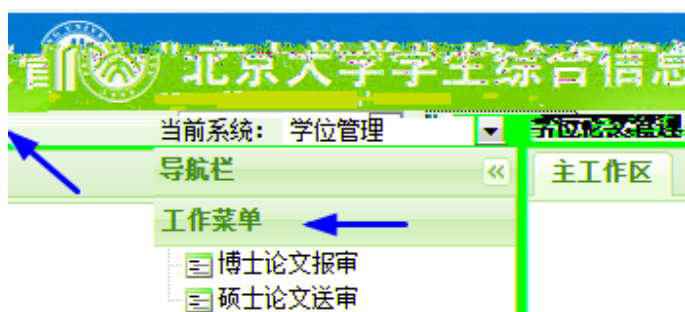 北京大学学生综合信息
当前系统： 学位管理
导航栏
主工作区
工作菜单
博士论文报审
硕士论文送审